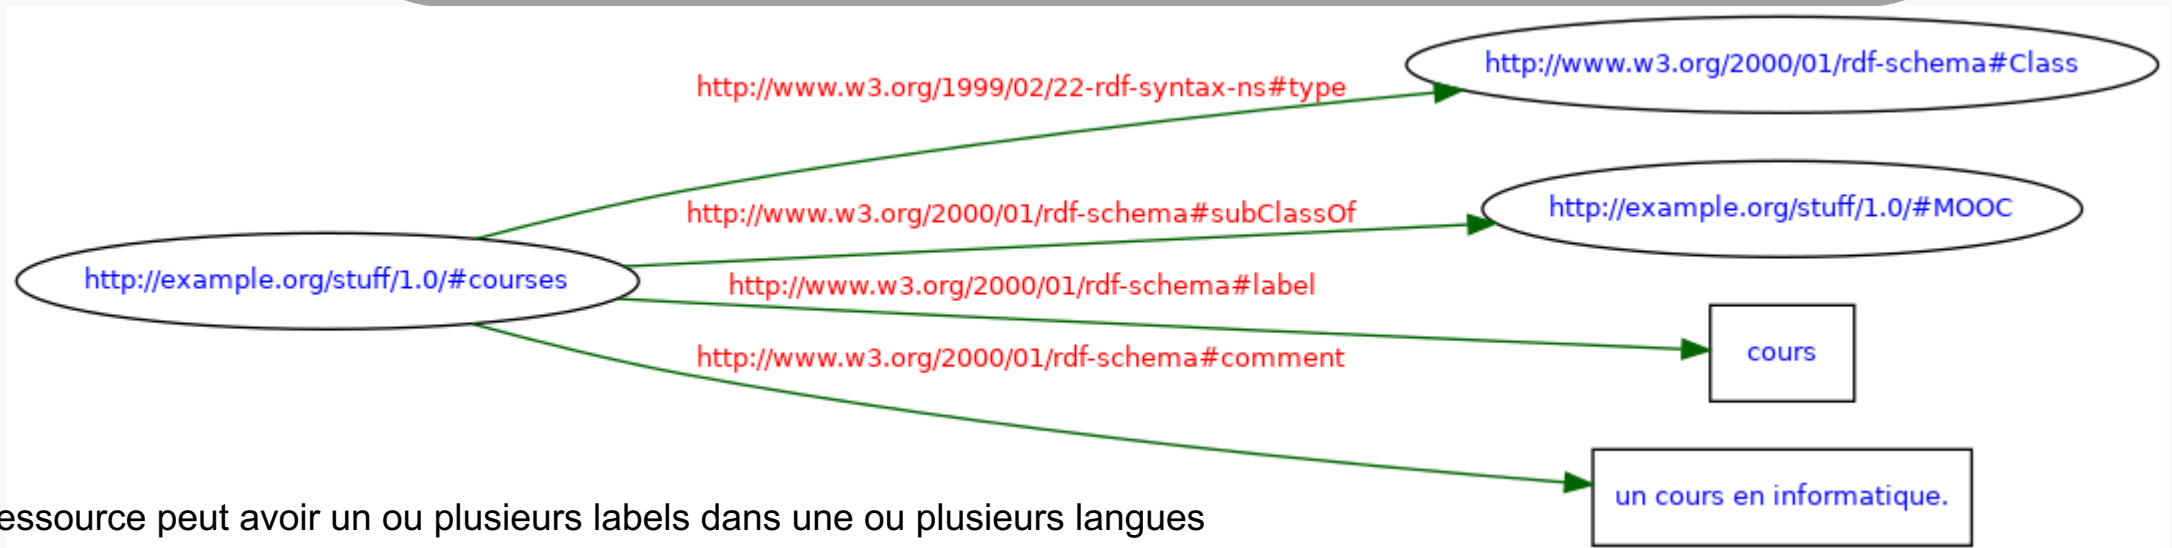 http://www.w3.org/2000/01/rdf-schema#Class
http://www.w3.org/1999/02/22-rdf-syntax-ns#type
http://www.w3.org/2000/01/rdf-schema#subClassOf
http://example.org/stuff/1.0/#MOOC
http://example.org/stuff/1.0/#courses
http://www.w3.org/2000/01/rdf-schema#label
cours
http://www.w3.org/2000/01/rdf-schema#comment
un cours en informatique.
essource peut avoir un ou plusieurs labels dans une ou plusieurs langues